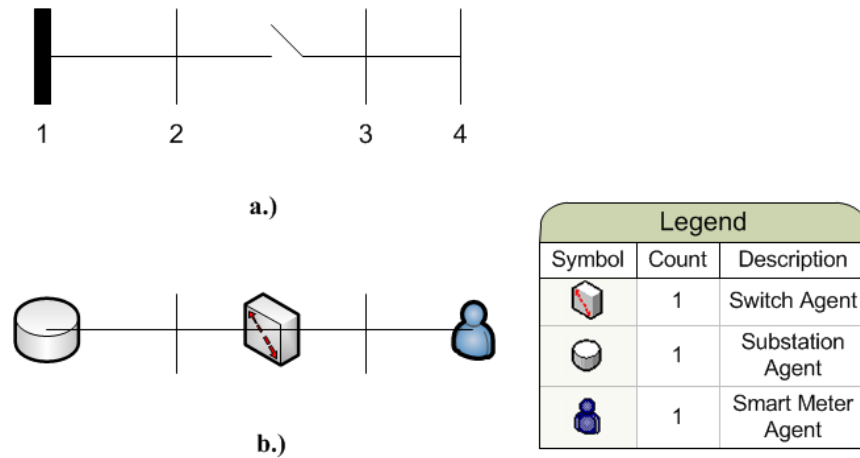 1 2 3 4
a.)
b.)
Legend
Symbol Count Description
1 Switch Agent
1 Substation
Agent
1 Smart Meter
Agent